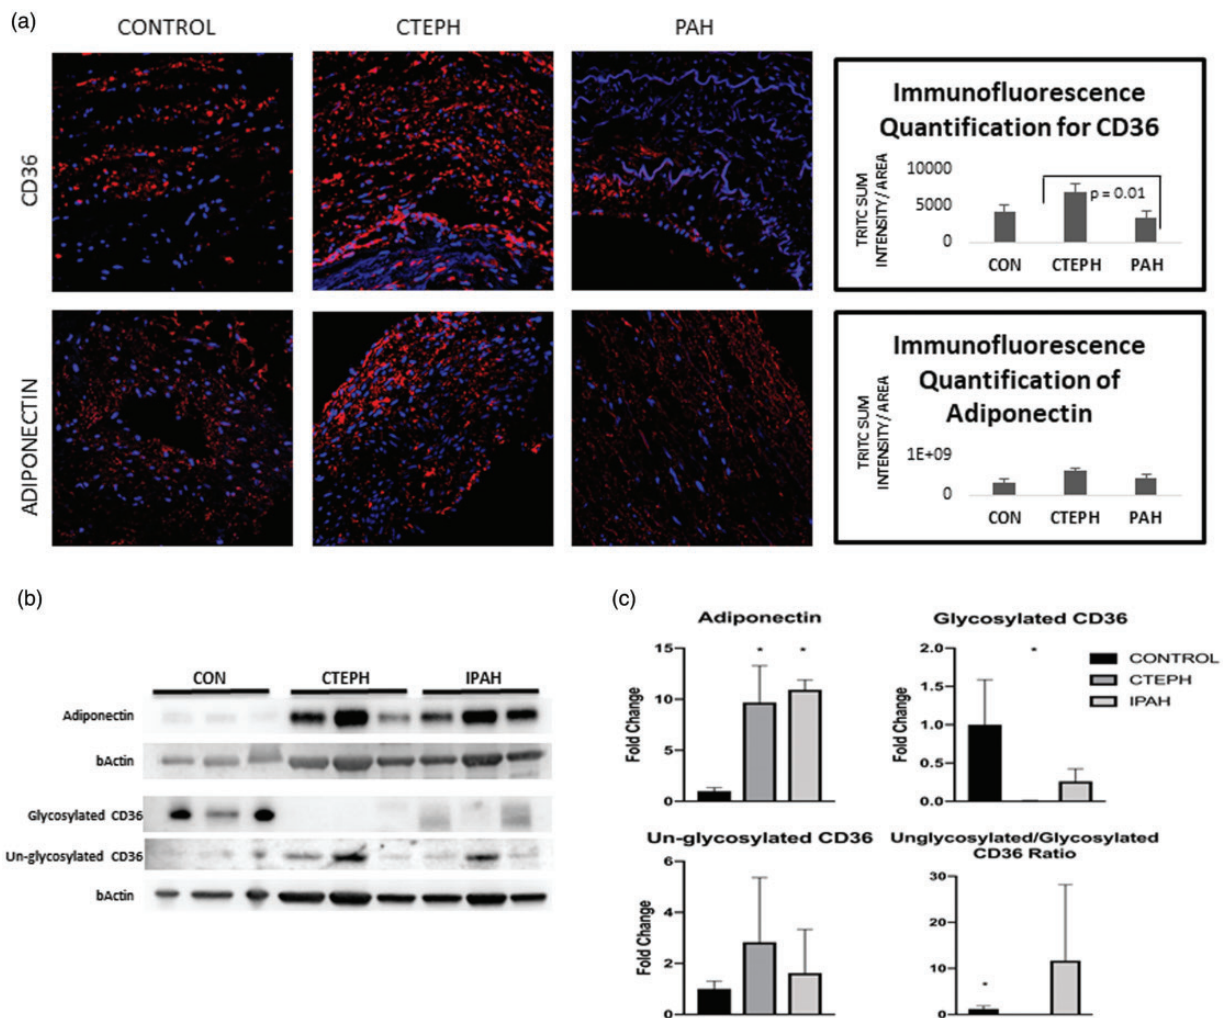 (a)
CONTROL CTEPH PAH
CD36
Immunofluorescence
Quantification for CD36
TRITC SUM
INTENSITY/ AREA
10000
5000
0
p = 0.01
CON CTEPH PAH
ADIPONECTIN
Immunofluorescence
Quantification of
Adiponectin
TRITC SUM
INTENSITY/ AREA
1E+09
0
CON CTEPH PAH
(b)
CON CTEPH IPAH
Adiponectin
bActin
Glycosylated CD36
Un-glycosylated CD36
bActin
(c)
Adiponectin
Fold Change
15
10
5
0
* *
Glycosylated CD36
Fold Change
2.0
1.5
1.0
0.5
0.0
*
CONTROL
CTEPH
IPAH
Un-glycosylated CD36
Fold Change
6
4
2
0
Unglycosylated/Glycosylated
CD36 Ratio
30
20
10
0
*